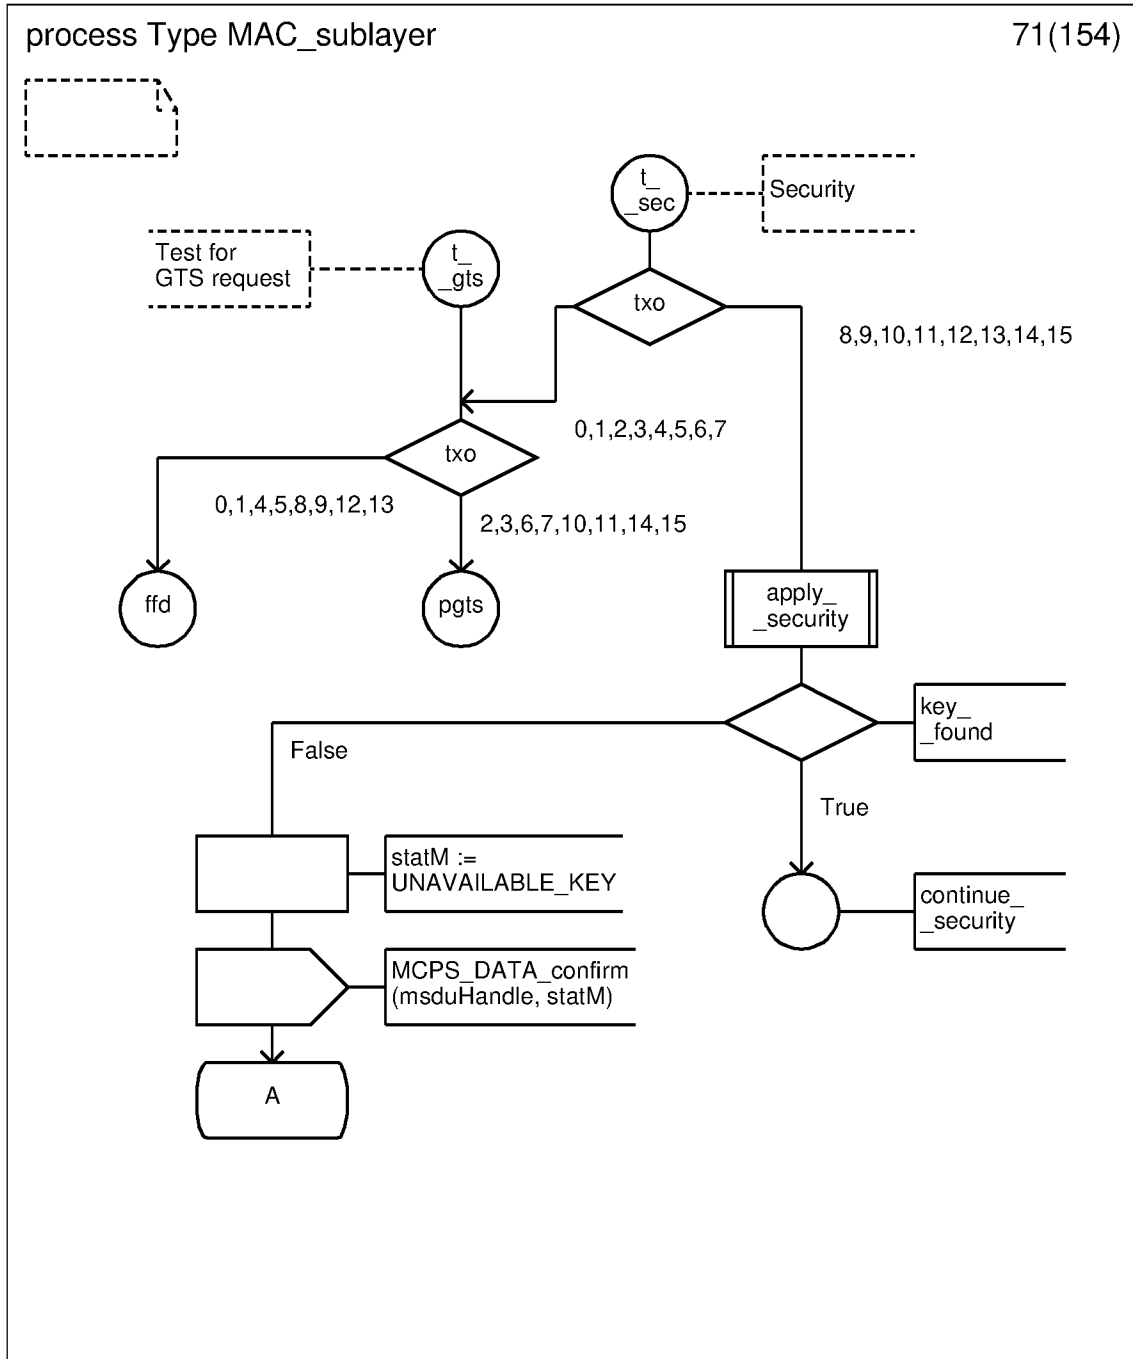 process Type MAC_sublayer
71(154)
t_
_sec
Security
Test for
GTS request
t_
_gts
txo
8,9,10,11,12,13,14,15
0,1,2,3,4,5,6,7
txo
0,1,4,5,8,9,12,13
2,3,6,7,10,11,14,15
ffd
pgts
apply_
_security
key_
_found
False
True
statM :=
UNAVAILABLE_KEY
continue_
_security
MCPS_DATA_confirm
(msduHandle, statM)
A